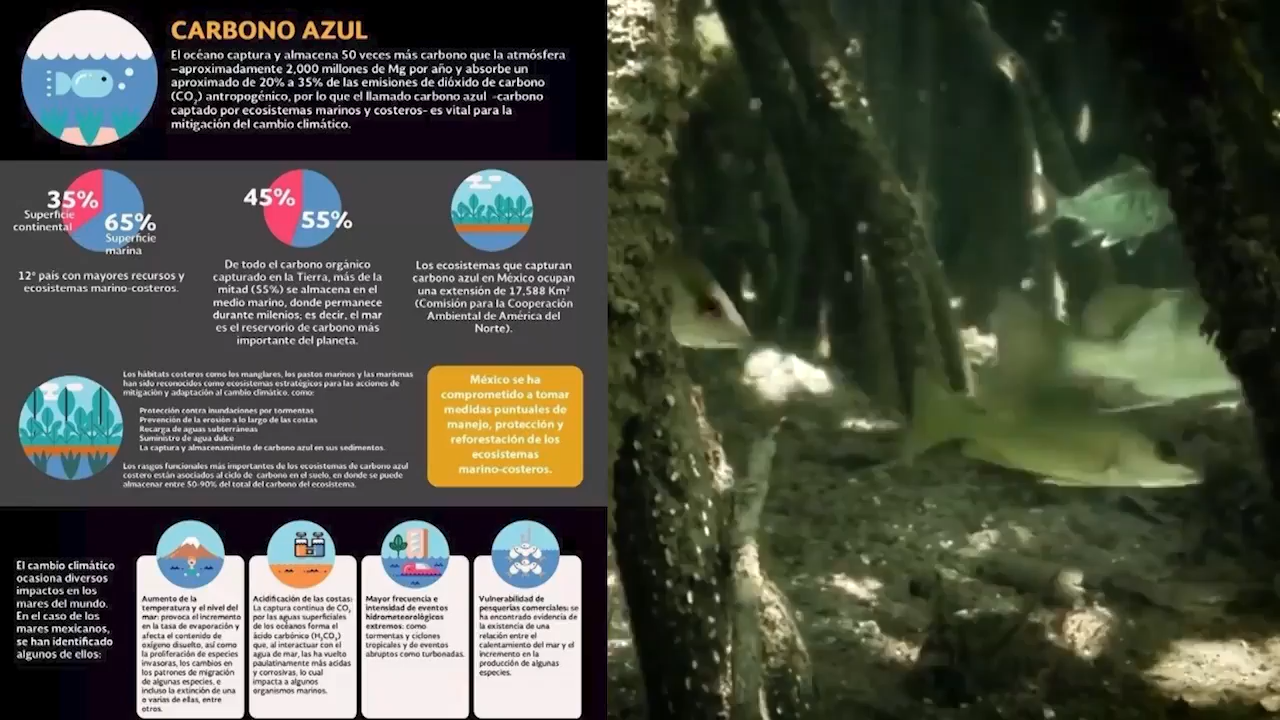 CARBONO AZUL
El océano captura y almacena 50 veces más carbono que la atmósfera
–aproximadamente 2,000 millones de Mg por año y absorbe un
aproximado de 20% a 35% de las emisiones de dióxido de carbono
(CO₂) antropogénico, por lo que el llamado carbono azul -carbono
captado por ecosistemas marinos y costeros- es vital para la
mitigación del cambio climático.
35%
Superficie
continental
65%
Superficie
marina
12º país con mayores recursos y
ecosistemas marino-costeros.
45%
55%
De todo el carbono orgánico
capturado en la Tierra, más de la
mitad (55%) se almacena en el
medio marino, donde permanece
durante milenios; es decir, el mar
es el reservorio de carbono más
importante del planeta.
Los ecosistemas que capturan
carbono azul en México ocupan
una extensión de 17,588 Km²
(Comisión para la Cooperación
Ambiental de América del
Norte).
Los hábitats costeros como los manglares, los pastos marinos y las marismas
han sido reconocidos como ecosistemas estratégicos para las acciones de
mitigación y adaptación al cambio climático, como:
Protección contra inundaciones por tormentas
Prevención de la erosión a lo largo de las costas
Recarga de aguas subterráneas
Suministro de agua dulce
La captura y almacenamiento de carbono azul en sus sedimentos.
Los rasgos funcionales más importantes de los ecosistemas de carbono azul
costero están asociados al ciclo de carbono en el suelo, en donde se puede
almacenar entre 50-90% del total del carbono del ecosistema.
México se ha
comprometido a tomar
medidas puntuales de
manejo, protección y
reforestación de los
ecosistemas
marino-costeros.
El cambio climático
ocasiona diversos
impactos en los
mares del mundo.
En el caso de los
mares mexicanos,
se han identificado
algunos de ellos:
Aumento de la
temperatura y el nivel del
mar: provoca el incremento
en la tasa de evaporación y
afecta el contenido de
oxígeno disuelto, así como
la proliferación de especies
invasoras, los cambios en
los patrones de migración
de algunas especies, e
incluso la extinción de una
o varias de ellas, entre
otros.
Acidificación de las costas:
La captura continua de CO₂
por las aguas superficiales
de los océanos forma el
ácido carbónico (H₂CO₃)
que, al interactuar con el
agua de mar, las ha vuelto
paulatinamente más acidas
y corrosivas, lo cual
impacta a algunos
organismos marinos.
Mayor frecuencia e
intensidad de eventos
hidrometeorológicos
extremos: como
tormentas y ciclones
tropicales y de eventos
abruptos como turbonadas.
Vulnerabilidad de
pesquerías comerciales: se
ha encontrado evidencia de
la existencia de una
relación entre el
calentamiento del mar y el
incremento en la
producción de algunas
especies.